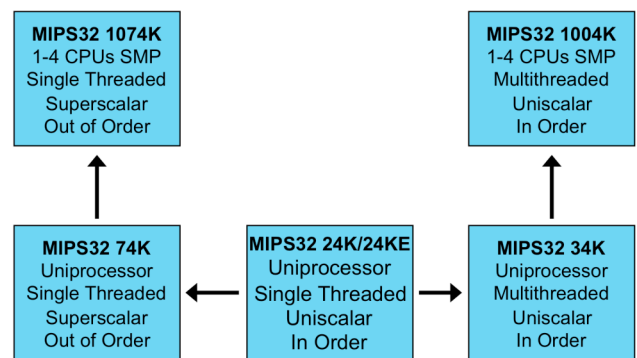 MIPS32 1074K
1-4 CPUs SMP
Single Threaded
Superscalar
Out of Order
MIPS32 1004K
1-4 CPUs SMP
Multithreaded
Uniscalar
In Order
MIPS32 74K
Uniprocessor
Single Threaded
Superscalar
Out of Order
MIPS32 24K/24KE
Uniprocessor
Single Threaded
Uniscalar
In Order
MIPS32 34K
Uniprocessor
Multithreaded
Uniscalar
In Order